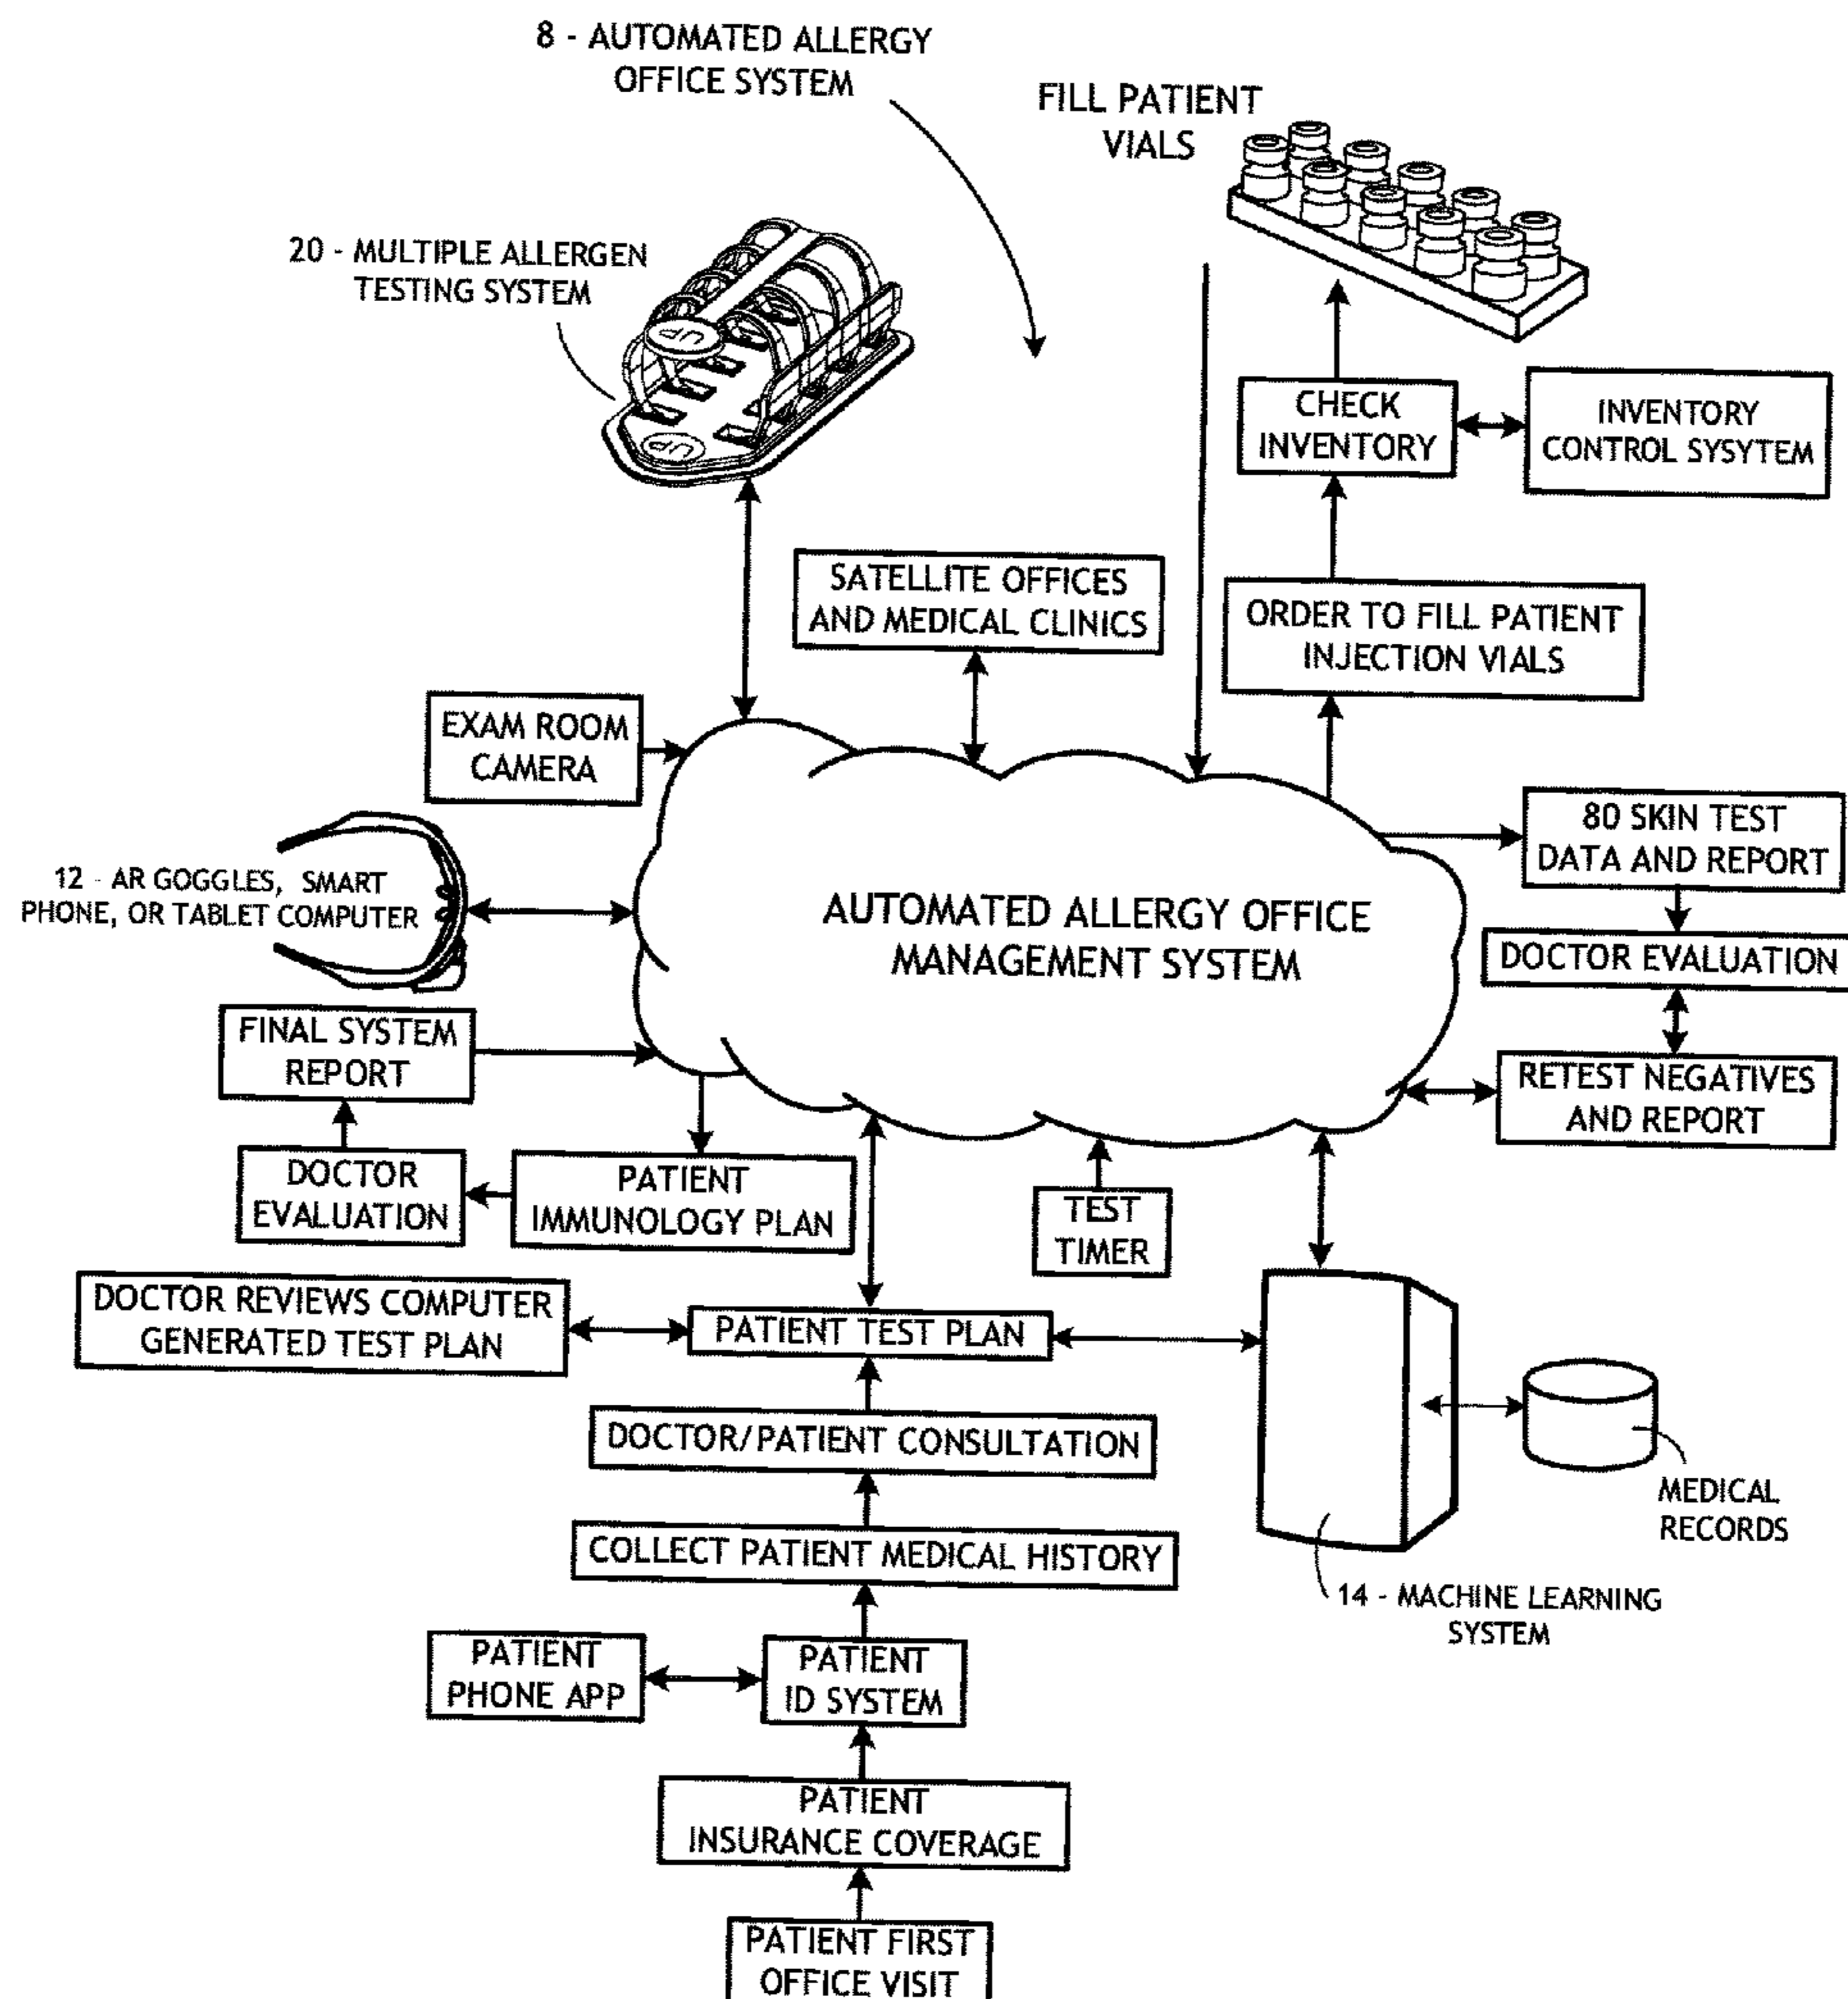 8 - AUTOMATED ALLERGY
OFFICE SYSTEM
FILL PATIENT
VIALS
20 - MULTIPLE ALLERGEN
TESTING SYSTEM
CHECK
INVENTORY
INVENTORY
CONTROL SYSYTEM
SATELLITE OFFICES
AND MEDICAL CLINICS
ORDER TO FILL PATIENT
INJECTION VIALS
EXAM ROOM
CAMERA
80 SKIN TEST
DATA AND REPORT
12 - AR GOGGLES, SMART
PHONE, OR TABLET COMPUTER
AUTOMATED ALLERGY OFFICE
MANAGEMENT SYSTEM
DOCTOR EVALUATION
FINAL SYSTEM
REPORT
RETEST NEGATIVES
AND REPORT
DOCTOR
EVALUATION
PATIENT
IMMUNOLOGY PLAN
TEST
TIMER
DOCTOR REVIEWS COMPUTER
GENERATED TEST PLAN
PATIENT TEST PLAN
DOCTOR/PATIENT CONSULTATION
MEDICAL
RECORDS
COLLECT PATIENT MEDICAL HISTORY
14 - MACHINE LEARNING
SYSTEM
PATIENT
PHONE APP
PATIENT
ID SYSTEM
PATIENT
INSURANCE COVERAGE
PATIENT FIRST
OFFICE VISIT